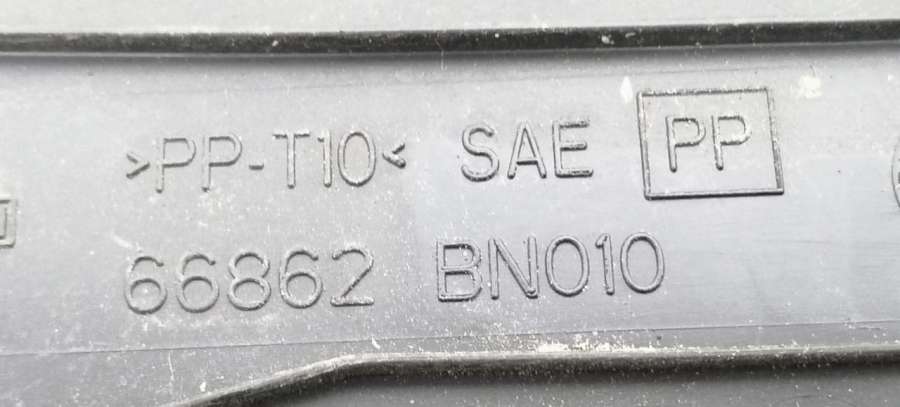 >PP-T10< SAE PP
66862 BN010